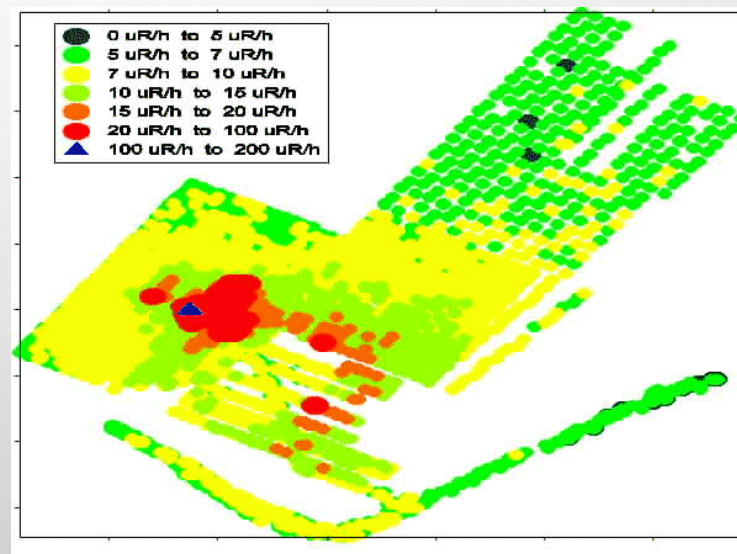 0 uR/h to 5 uR/h
5 uR/h to 7 uR/h
7 uR/h to 10 uR/h
10 uR/h to 15 uR/h
15 uR/h to 20 uR/h
20 uR/h to 100 uR/h
100 uR/h to 200 uR/h